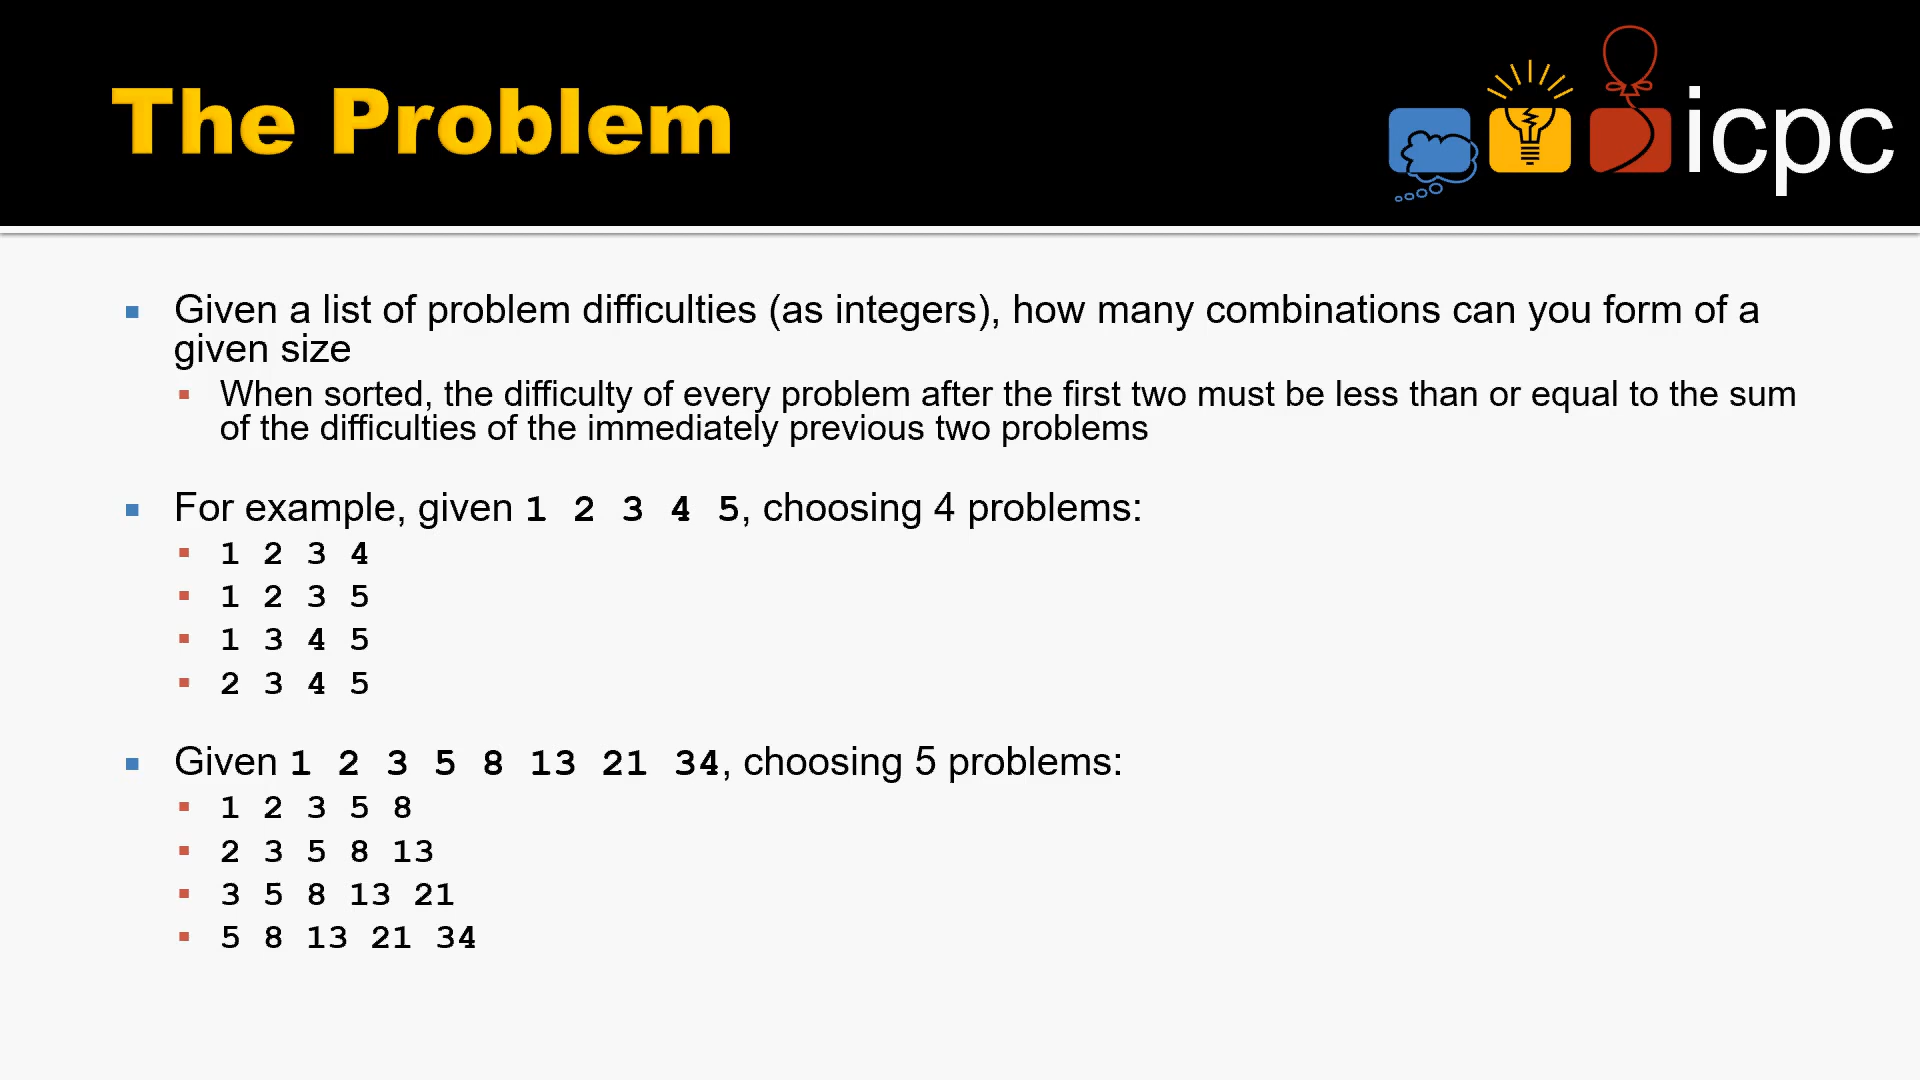 The Problem
icpc
Given a list of problem difficulties (as integers), how many combinations can you form of a
given size
When sorted, the difficulty of every problem after the first two must be less than or equal to the sum
of the difficulties of the immediately previous two problems
For example, given 1 2 3 4 5, choosing 4 problems:
1 2 3 4
1 2 3 5
1 3 4 5
2 3 4 5
Given 1 2 3 5 8 13 21 34, choosing 5 problems:
1 2 3 5 8
2 3 5 8 13
3 5 8 13 21
5 8 13 21 34